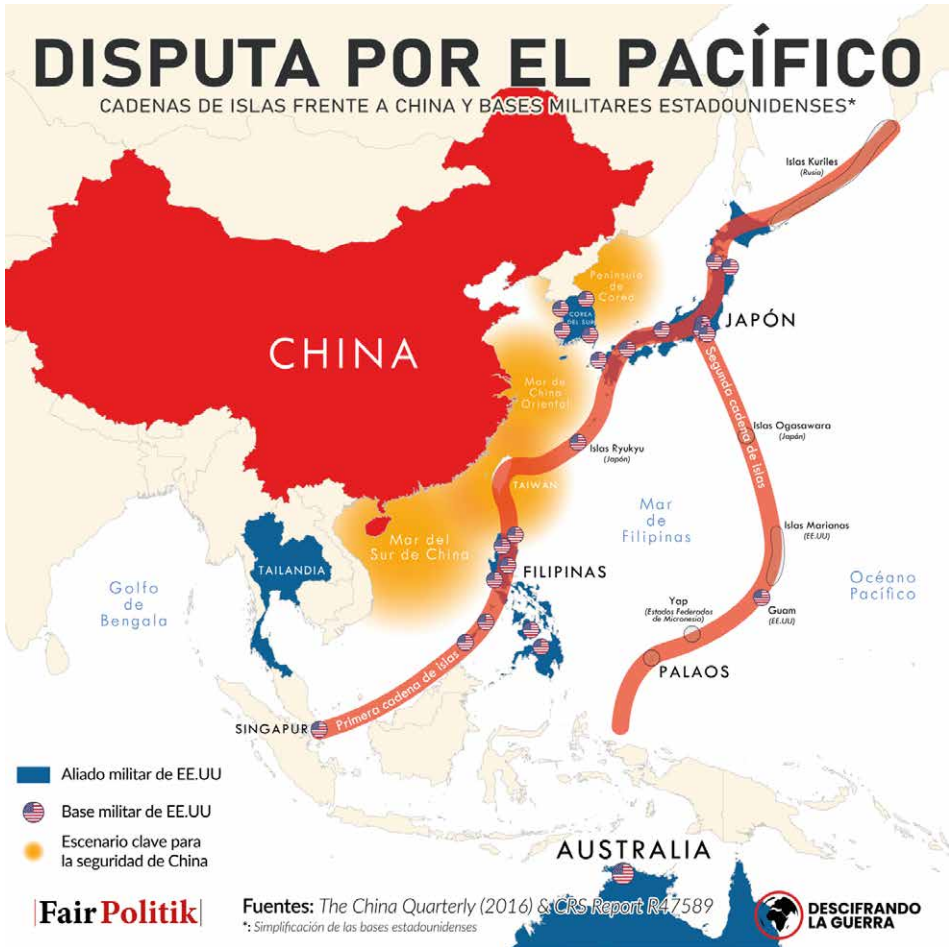 DISPUTA POR EL PACÍFICO
CADENAS DE ISLAS FRENTE A CHINA Y BASES MILITARES ESTADOUNIDENSES*
Islas Kuriles
(Rusia)
Península
de
Corea
COREA
DEL SUR
JAPÓN
CHINA
Mar de
China
Oriental
Segunda cadena de islas
Islas Ogasawara
(Japón)
Islas Ryukyu
(Japón)
TAIWÁN
Mar
de
Filipinas
Islas Marianas
(EE.UU)
Mar del
Sur de China
TAILANDIA
FILIPINAS
Golfo
de
Bengala
Océano
Pacífico
Yap
(Estados Federados
de Micronesia)
Guam
(EE.UU)
PALAOS
Primera cadena de islas
SINGAPUR
Aliado militar de EE.UU
Base militar de EE.UU
Escenario clave para
la seguridad de China
AUSTRALIA
FairPolitik
Fuentes: The China Quarterly (2016) & CRS Report R47589
*: Simplificación de las bases estadounidenses
DESCIFRANDO
LA GUERRA